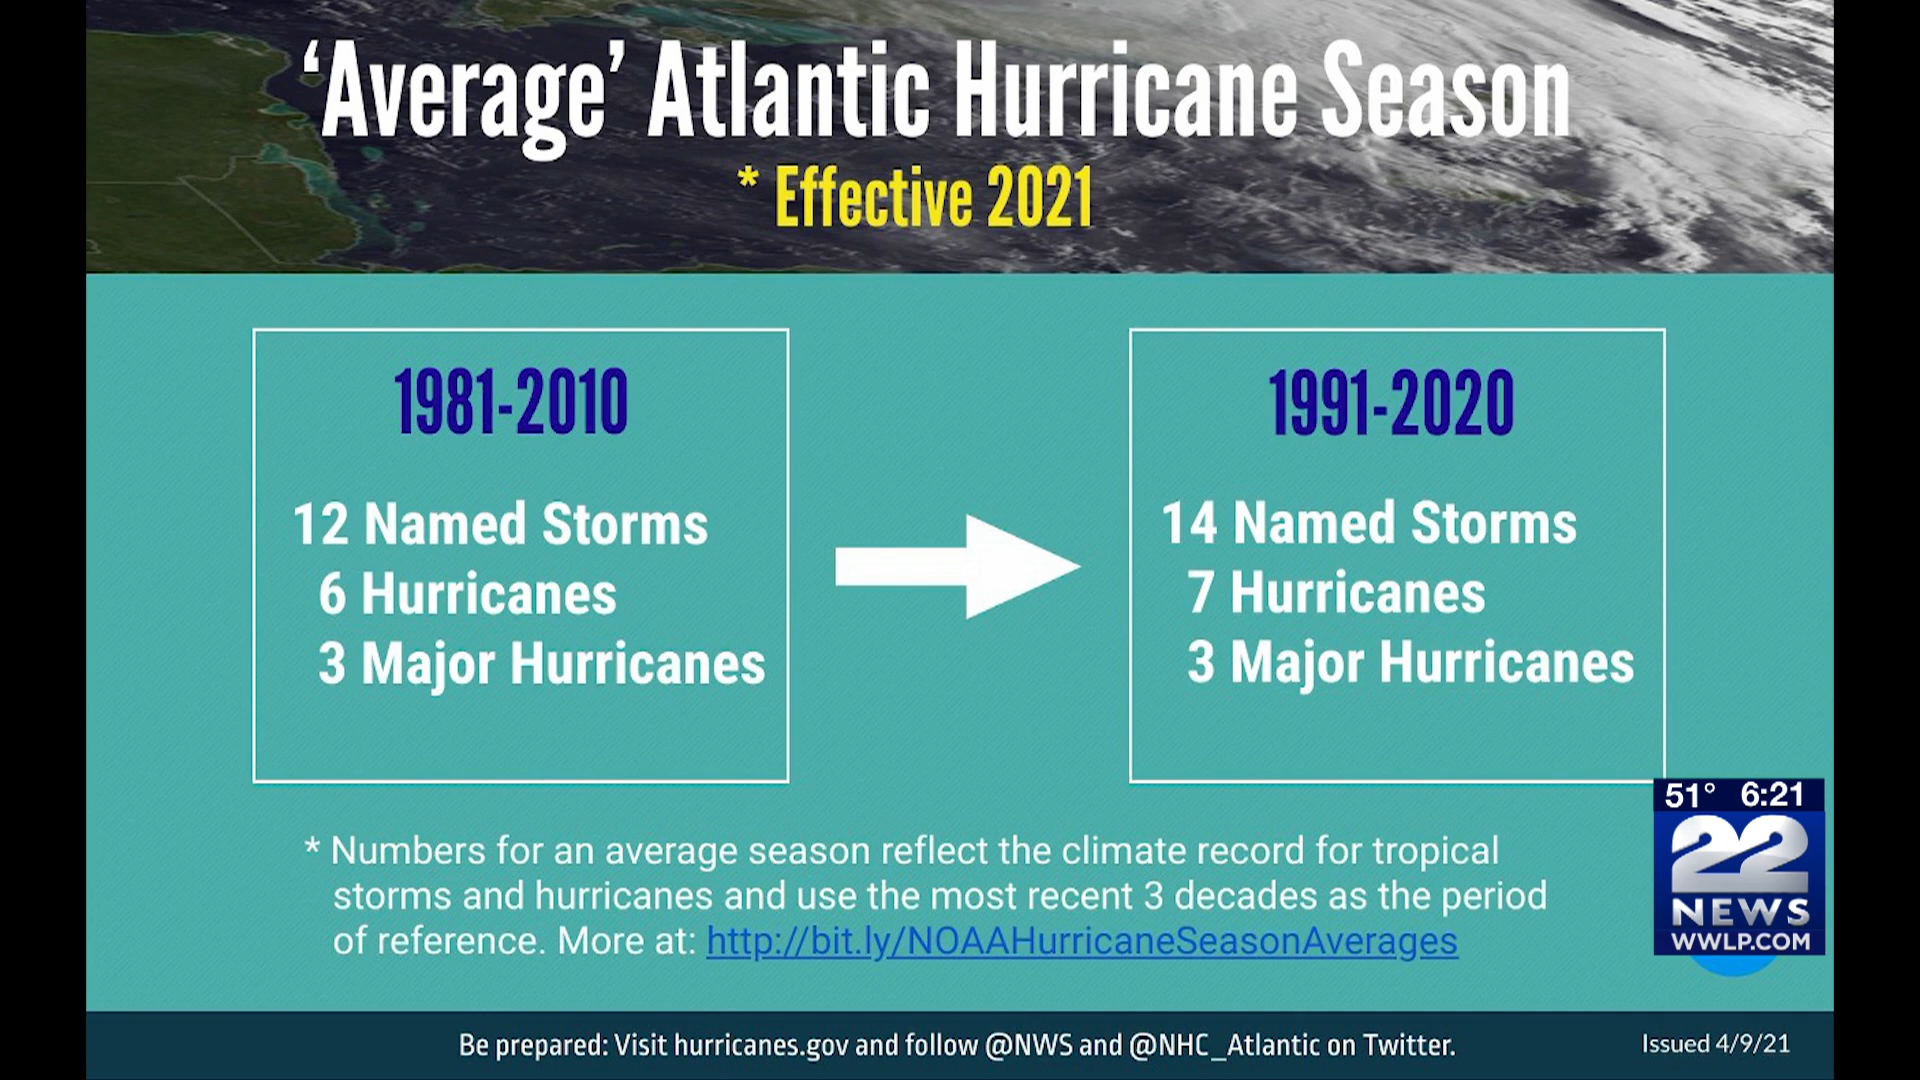 ‘Average’ Atlantic Hurricane Season
* Effective 2021
1981-2010
12 Named Storms
6 Hurricanes
3 Major Hurricanes
1991-2020
14 Named Storms
7 Hurricanes
3 Major Hurricanes
* Numbers for an average season reflect the climate record for tropical
storms and hurricanes and use the most recent 3 decades as the period
of reference. More at: http://bit.ly/NOAAHurricaneSeasonAverages
51° 6:21
22
NEWS
WWLP.COM
Be prepared: Visit hurricanes.gov and follow @NWS and @NHC_Atlantic on Twitter.
Issued 4/9/21